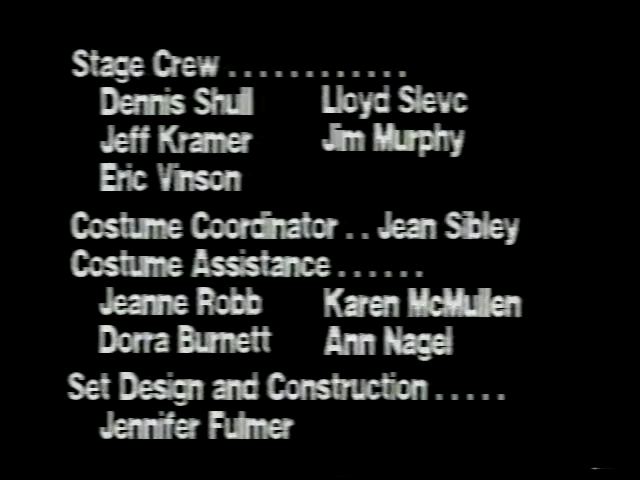 Stage Crew . . . . . . . . . . . .
Dennis Shull Lloyd Slevc
Jeff Kramer Jim Murphy
Eric Vinson
Costume Coordinator . . Jean Sibley
Costume Assistance . . . . . .
Jeanne Robb Karen McMullen
Dorra Burnett Ann Nagel
Set Design and Construction . . . . .
Jennifer Fulmer